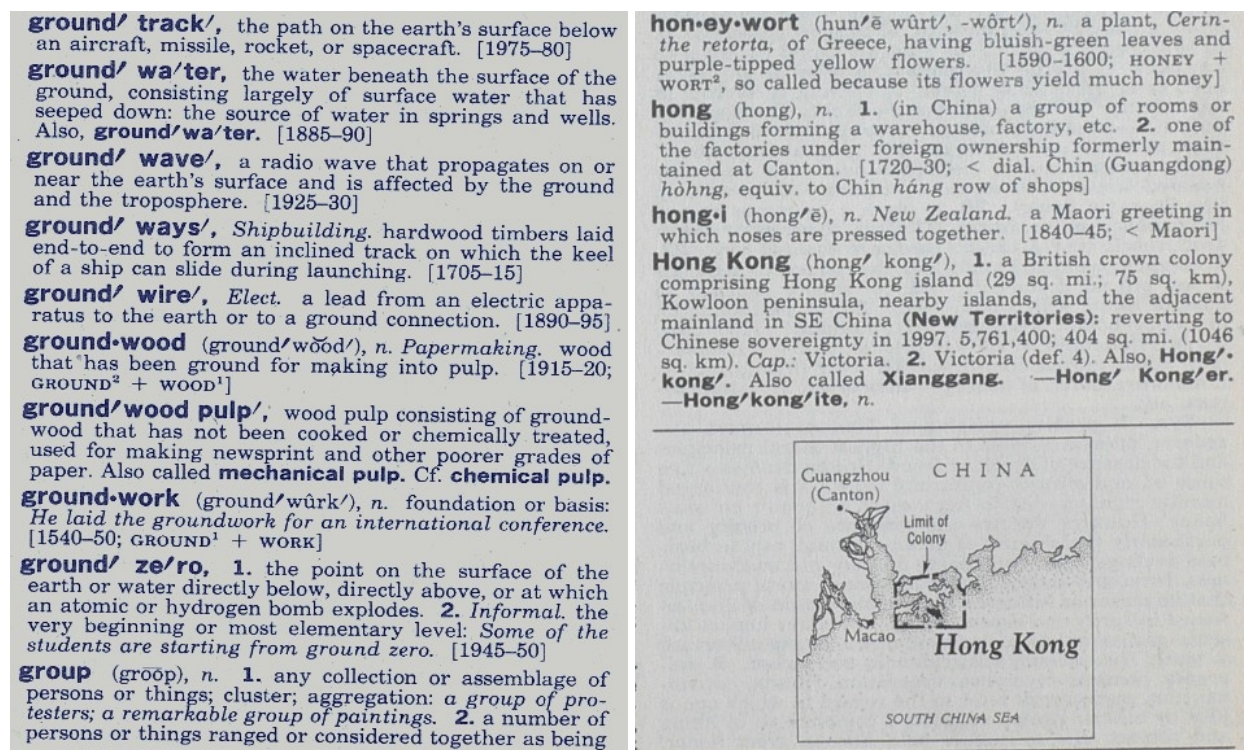 ground′ track′, the path on the earth's surface below
an aircraft, missile, rocket, or spacecraft. [1975–80]
ground′ wa′ter, the water beneath the surface of the
ground, consisting largely of surface water that has
seeped down: the source of water in springs and wells.
Also, ground′wa′ter. [1885–90]
ground′ wave′, a radio wave that propagates on or
near the earth's surface and is affected by the ground
and the troposphere. [1925–30]
ground′ ways′, Shipbuilding. hardwood timbers laid
end-to-end to form an inclined track on which the keel
of a ship can slide during launching. [1705–15]
ground′ wire′, Elect. a lead from an electric appa-
ratus to the earth or to a ground connection. [1890–95]
ground•wood (ground′wo͝od′), n. Papermaking. wood
that has been ground for making into pulp. [1915–20;
GROUND² + WOOD¹]
ground′wood pulp′, wood pulp consisting of ground-
wood that has not been cooked or chemically treated,
used for making newsprint and other poorer grades of
paper. Also called mechanical pulp. Cf. chemical pulp.
ground•work (ground′wûrk′), n. foundation or basis:
He laid the groundwork for an international conference.
[1540–50; GROUND¹ + WORK]
ground′ ze′ro, 1. the point on the surface of the
earth or water directly below, directly above, or at which
an atomic or hydrogen bomb explodes. 2. Informal. the
very beginning or most elementary level: Some of the
students are starting from ground zero. [1945–50]
group (gro͞op), n. 1. any collection or assemblage of
persons or things; cluster; aggregation: a group of pro-
testers; a remarkable group of paintings. 2. a number of
persons or things ranged or considered together as being
hon•ey•wort (hun′ē wûrt′, -wôrt′), n. a plant, Cerin-
the retorta, of Greece, having bluish-green leaves and
purple-tipped yellow flowers. [1590-1600; HONEY +
WORT², so called because its flowers yield much honey]
hong (hong), n. 1. (in China) a group of rooms or
buildings forming a warehouse, factory, etc. 2. one of
the factories under foreign ownership formerly main-
tained at Canton. [1720–30; < dial. Chin (Guangdong)
hòhng, equiv. to Chin háng row of shops]
hong•i (hong′ē), n. New Zealand. a Maori greeting in
which noses are pressed together. [1840–45; < Maori]
Hong Kong (hong′ kong′), 1. a British crown colony
comprising Hong Kong island (29 sq. mi.; 75 sq. km),
Kowloon peninsula, nearby islands, and the adjacent
mainland in SE China (New Territories): reverting to
Chinese sovereignty in 1997. 5,761,400; 404 sq. mi. (1046
sq. km). Cap.: Victoria. 2. Victoria (def. 4). Also, Hong′•
kong′. Also called Xianggang. —Hong′ Kong′er.
—Hong′kong′ite, n.
CHINA
Guangzhou
(Canton)
Limit of
Colony
Macao
Hong Kong
SOUTH CHINA SEA